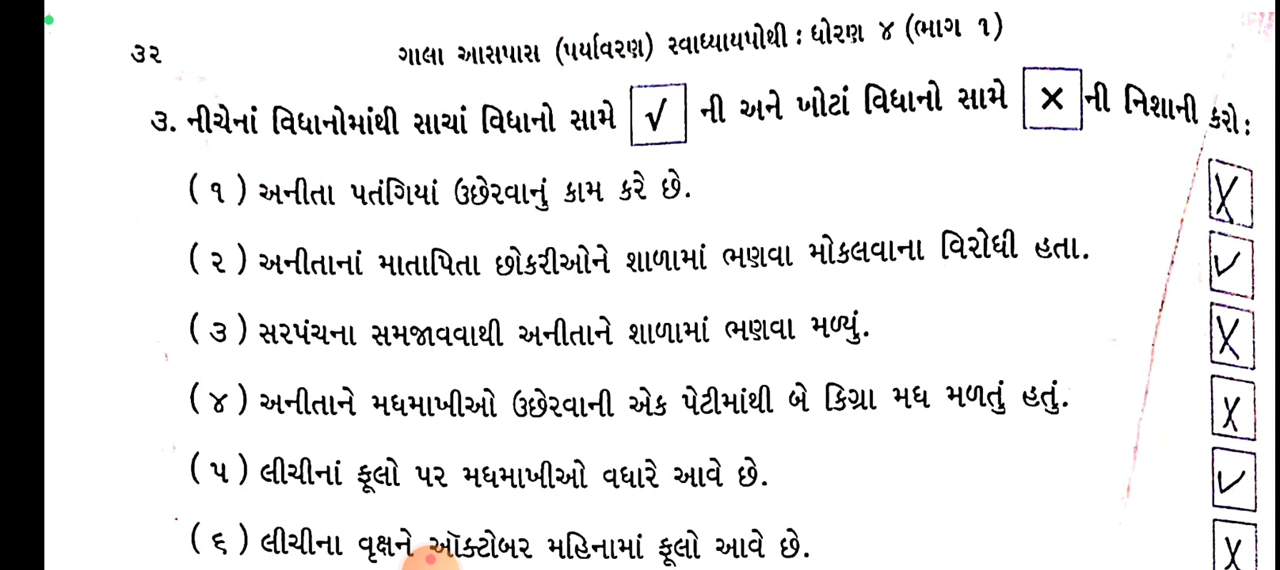 ૩૨
ગાલા આસપાસ (પર્યાવરણ) સ્વાધ્યાયપોથી : ધોરણ ૪ (ભાગ ૧)
૩. નીચેનાં વિધાનોમાંથી સાચાં વિધાનો સામે √ ની અને ખોટાં વિધાનો સામે × ની નિશાની કરો :
(૧) અનીતા પતંગિયાં ઉછેરવાનું કામ કરે છે. X
(૨) અનીતાનાં માતાપિતા છોકરીઓને શાળામાં ભણવા મોકલવાના વિરોધી હતા. ✓
(૩) સરપંચના સમજાવવાથી અનીતાને શાળામાં ભણવા મળ્યું. X
(૪) અનીતાને મધમાખીઓ ઉછેરવાની એક પેટીમાંથી બે કિગ્રા મધ મળતું હતું. X
(૫) લીચીનાં ફૂલો પર મધમાખીઓ વધારે આવે છે. ✓
(૬) લીચીના વૃક્ષને ઑક્ટોબર મહિનામાં ફૂલો આવે છે. X